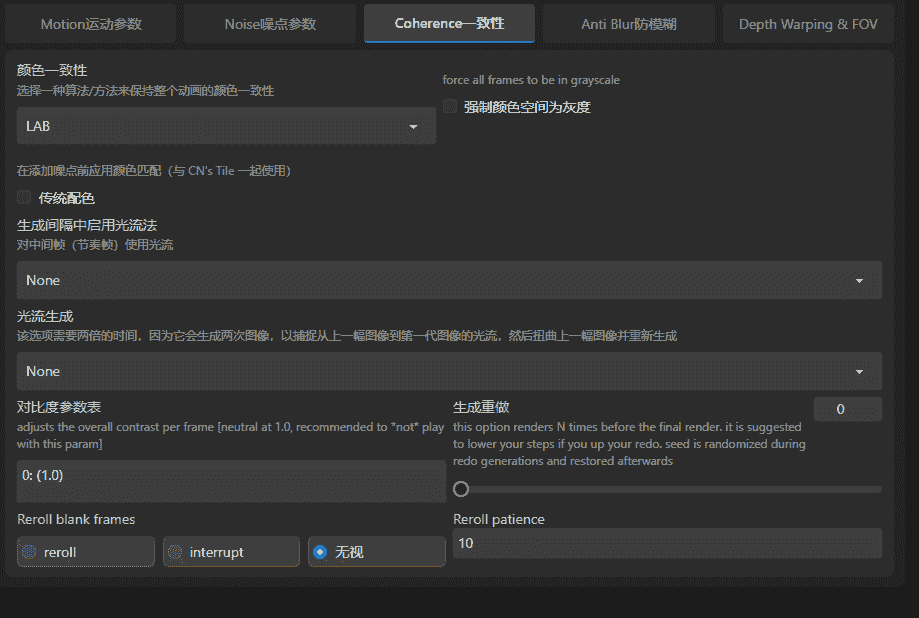 Motion运动参数
Noise噪点参数
Coherence一致性
Anti Blur防模糊
Depth Warping & FOV
颜色一致性
选择一种算法/方法来保持整个动画的颜色一致性
LAB
force all frames to be in grayscale
强制颜色空间为灰度
在添加噪点前应用颜色匹配（与 CN's Tile 一起使用）
传统配色
生成间隔中启用光流法
对中间帧（节奏帧）使用光流
None
光流生成
该选项需要两倍的时间，因为它会生成两次图像，以捕捉从上一幅图像到第一代图像的光流，然后扭曲上一幅图像并重新生成
None
对比度参数表
adjusts the overall contrast per frame [neutral at 1.0, recommended to *not* play
with this param]
0: (1.0)
生成重做
0
this option renders N times before the final render. it is suggested
to lower your steps if you up your redo. seed is randomized during
redo generations and restored afterwards
Reroll blank frames
reroll
interrupt
无视
Reroll patience
10